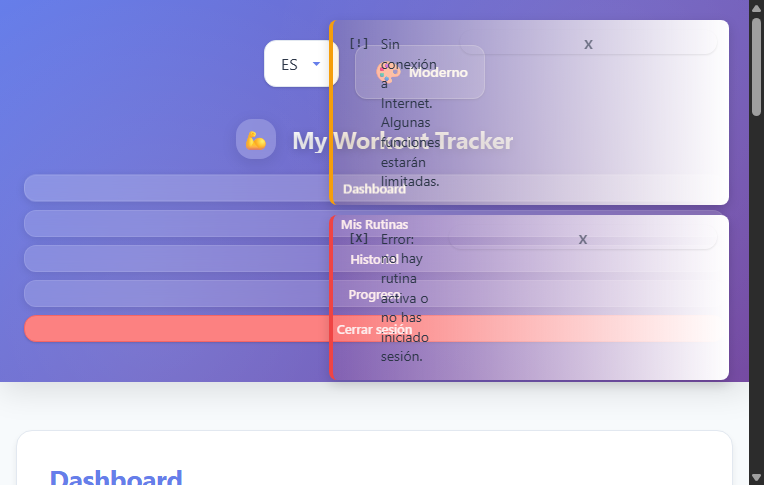 ES
Moderno
My Workout Tracker
Dashboard
Mis Rutinas
Historial
Progreso
Cerrar sesión
[!]
Sin
conexión
a
Internet.
Algunas
funciones
estarán
limitadas.
X
[X]
Error:
no hay
rutina
activa o
no has
iniciado
sesión.
X
Dashboard